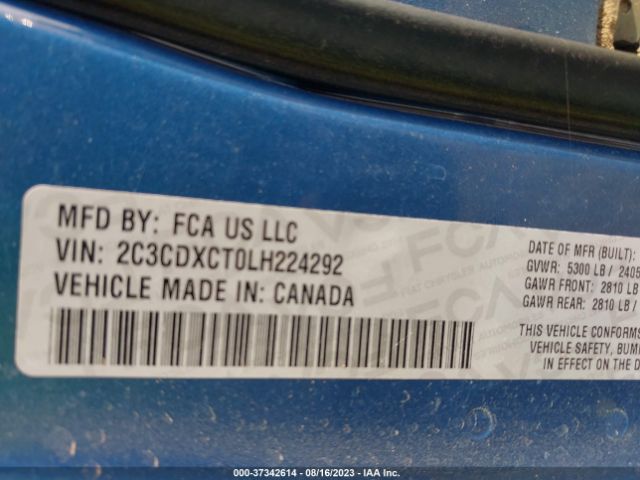 MFD BY: FCA US LLC
VIN: 2C3CDXCT0LH224292
VEHICLE MADE IN: CANADA
DATE OF MFR (BUILT):
GVWR: 5300 LB / 2405
GAWR FRONT: 2810 LB
GAWR REAR: 2810 LB /
THIS VEHICLE CONFORMS
VEHICLE SAFETY, BUM
IN EFFECT ON THE D
000-37342614 - 08/16/2023 - IAA Inc.